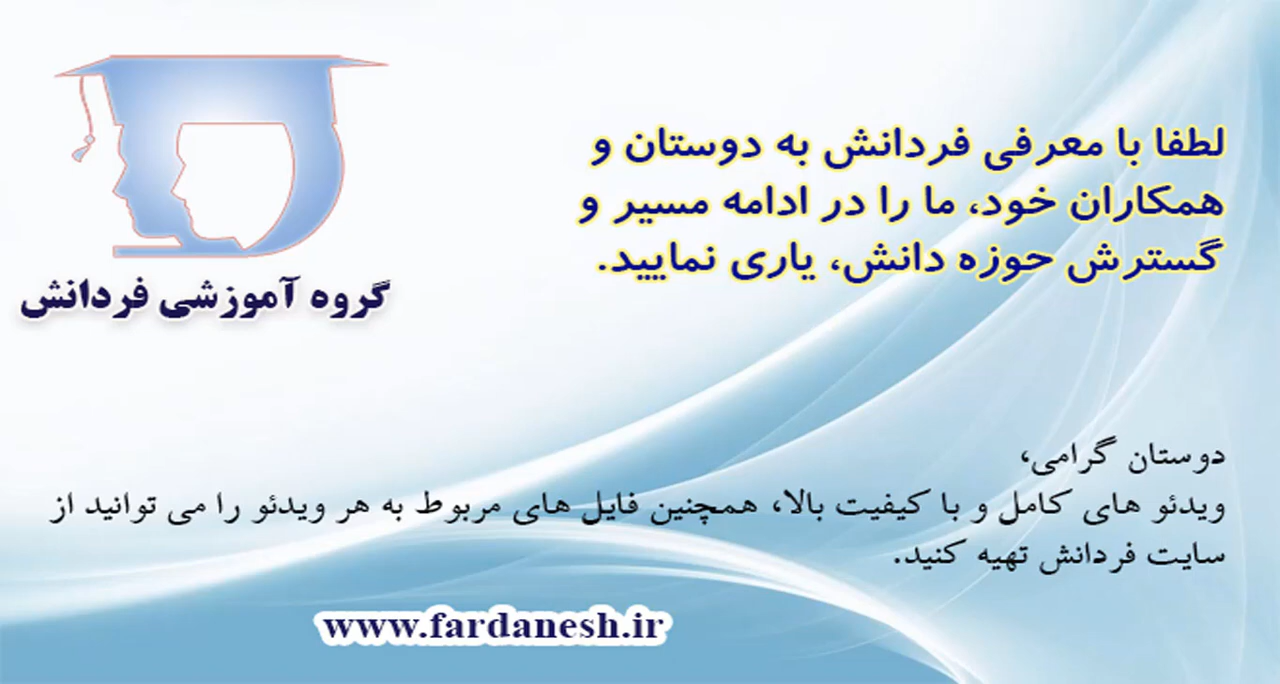 لطفا با معرفی فردانش به دوستان و
همکاران خود، ما را در ادامه مسیر و
گسترش حوزه دانش، یاری نمایید.
گروه آموزشی فردانش
دوستان گرامی،
ویدئو های کامل و با کیفیت بالا، همچنین فایل های مربوط به هر ویدئو را می توانید از
سایت فردانش تهیه کنید.
www.fardanesh.ir